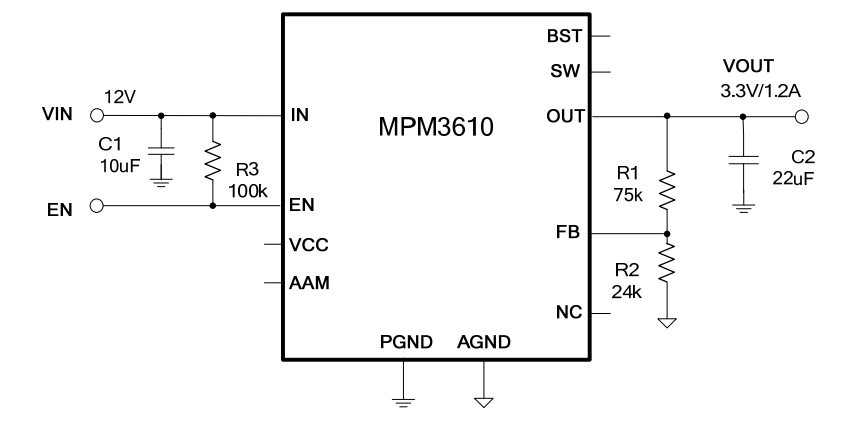 BST
SW
VOUT
12V
3.3V/1.2A
VIN
IN
OUT
MPM3610
C1
10uF
R3
100k
R1
75k
C2
22uF
EN
EN
FB
VCC
R2
24k
AAM
NC
PGND
AGND